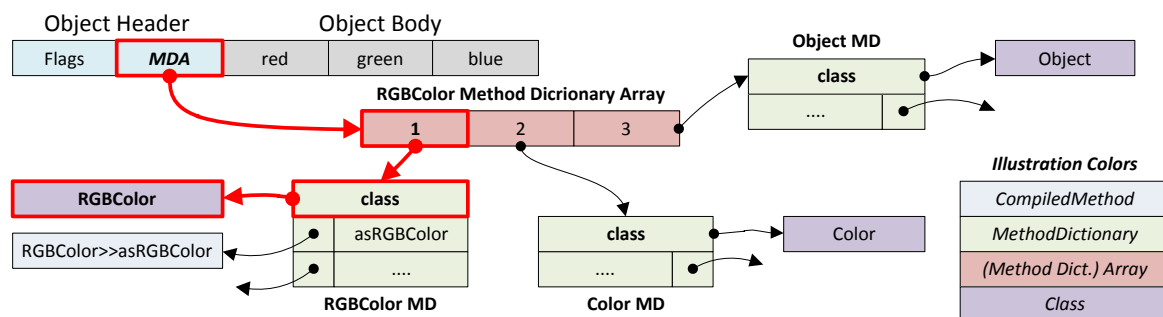 Object Header
Object Body
Flags
MDA
red
green
blue
Object MD
class
Object
....
RGBColor Method Dicrionary Array
1
2
3
RGBColor
class
RGBColor>>asRGBColor
asRGBColor
....
RGBColor MD
class
Color
....
Color MD
Illustration Colors
CompiledMethod
MethodDictionary
(Method Dict.) Array
Class